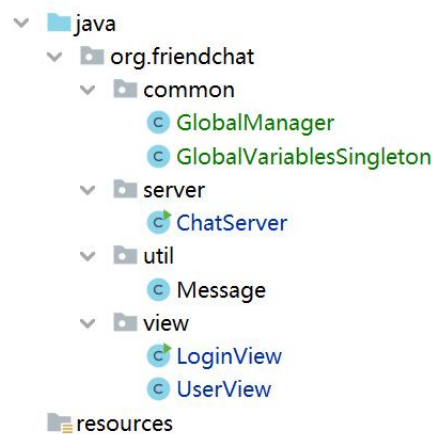 java
org.friendchat
common
C GlobalManager
C GlobalVariablesSingleton
server
C ChatServer
util
C Message
view
C LoginView
C UserView
resources